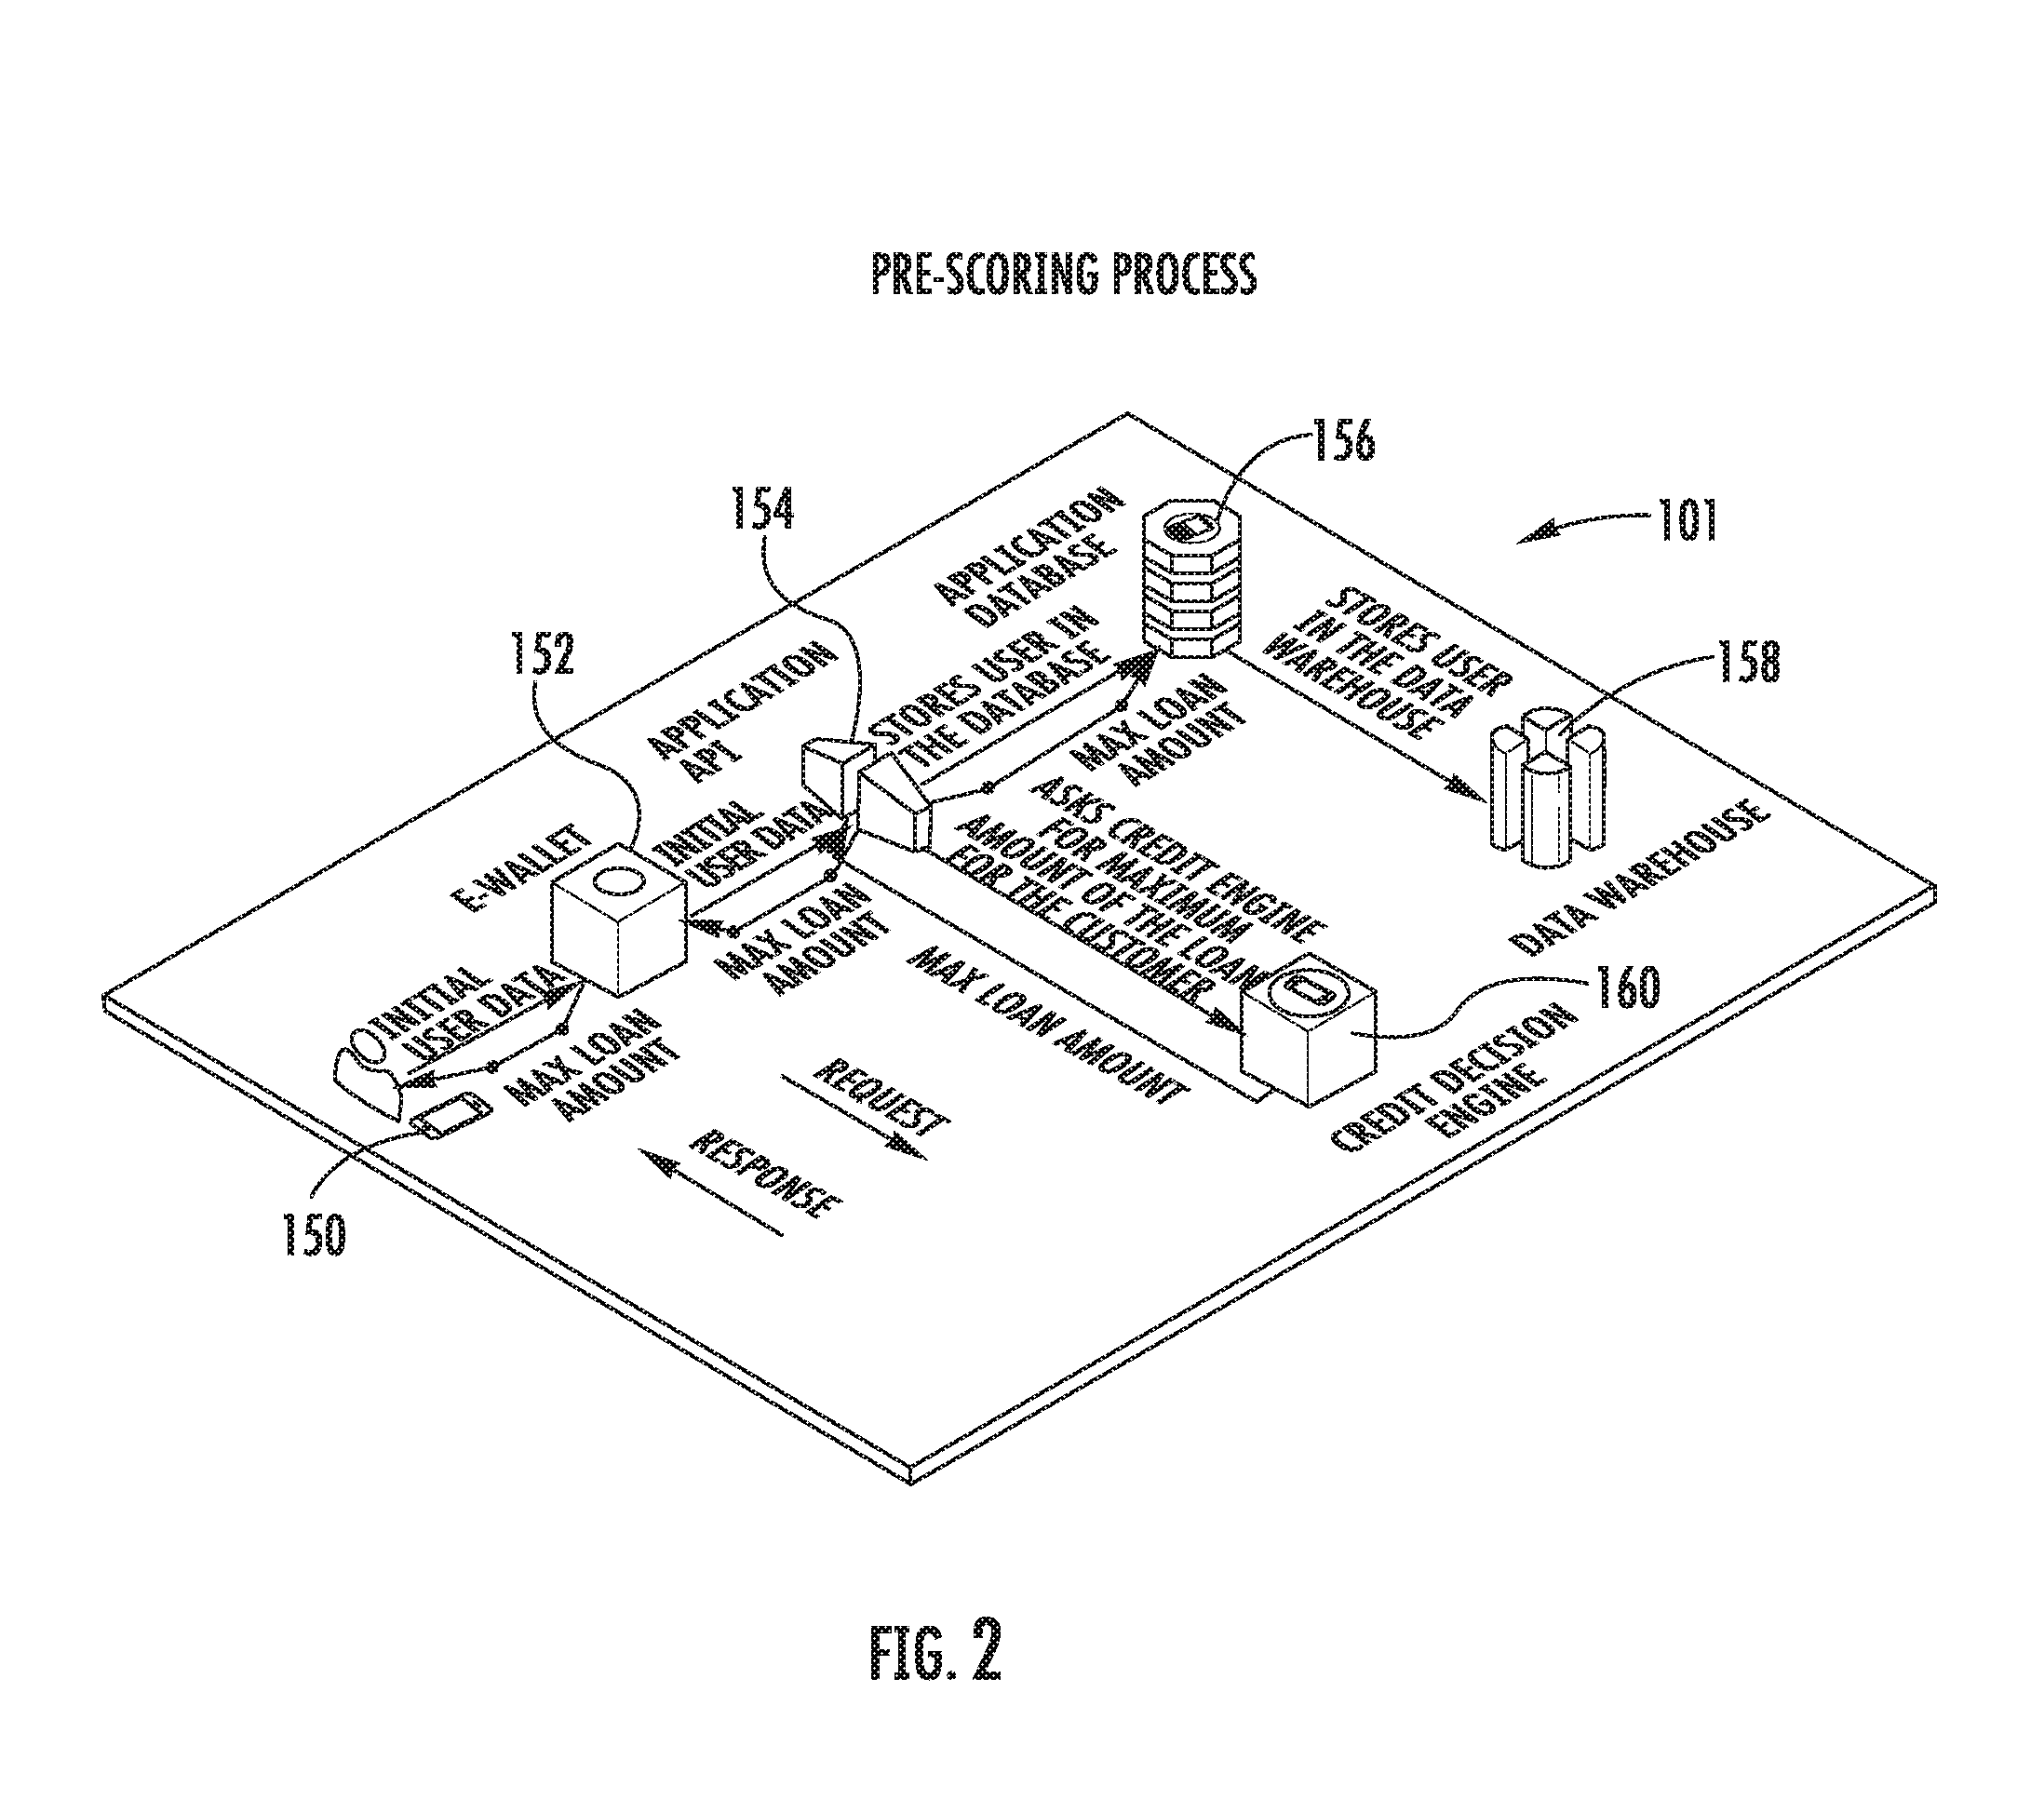 PRE-SCORING PROCESS
156
101
154
APPLICATION
DATABASE
152
STORES USER
IN THE DATA
WAREHOUSE
158
APPLICATION
API
STORES USER IN
THE DATABASE
MAX LOAN
AMOUNT
E-WALLET
INITIAL
USER DATA
ASKS CREDIT ENGINE
FOR MAXIMUM
AMOUNT OF THE LOAN
FOR THE CUSTOMER
DATA WAREHOUSE
MAX LOAN
AMOUNT
MAX LOAN AMOUNT
160
INITIAL
USER DATA
MAX LOAN
AMOUNT
CREDIT DECISION
ENGINE
REQUEST
RESPONSE
150
FIG. 2